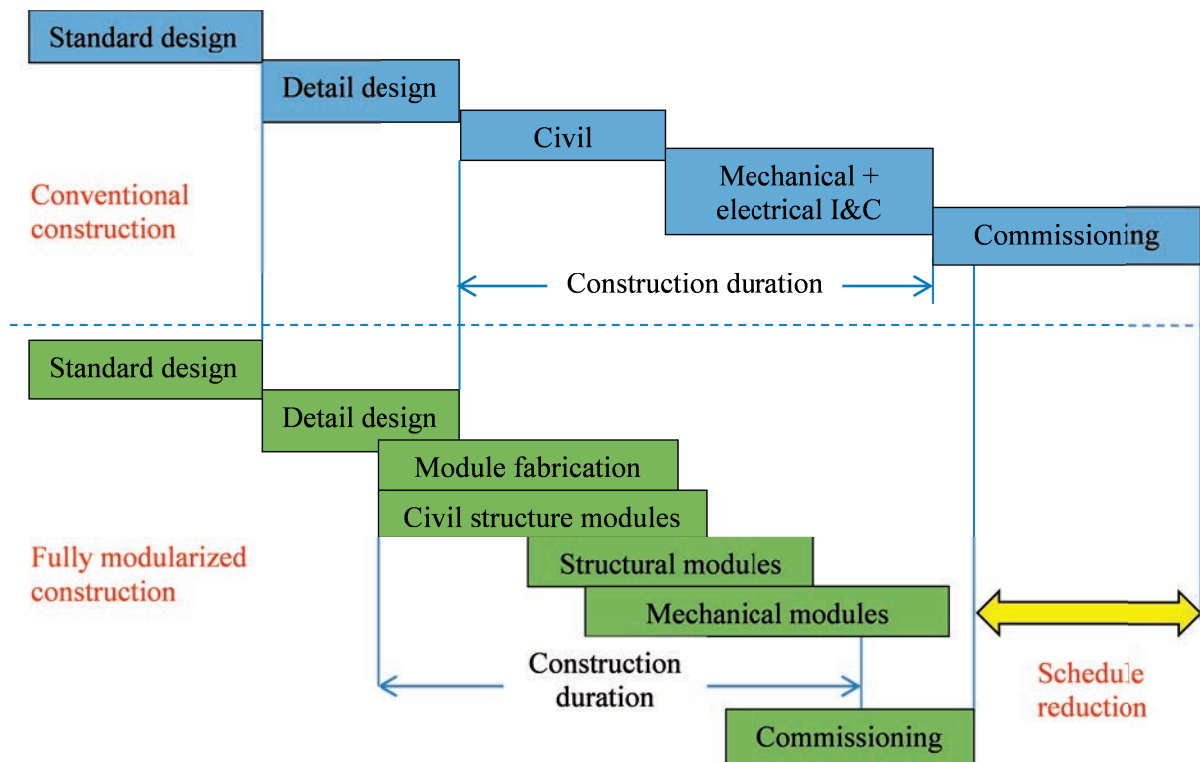 Standard design
Detail design
Civil
Mechanical +
electrical I&C
Commissioning
Conventional
construction
Construction duration
Standard design
Detail design
Module fabrication
Civil structure modules
Structural modules
Mechanical modules
Fully modularized
construction
Construction
duration
Schedule
reduction
Commissioning